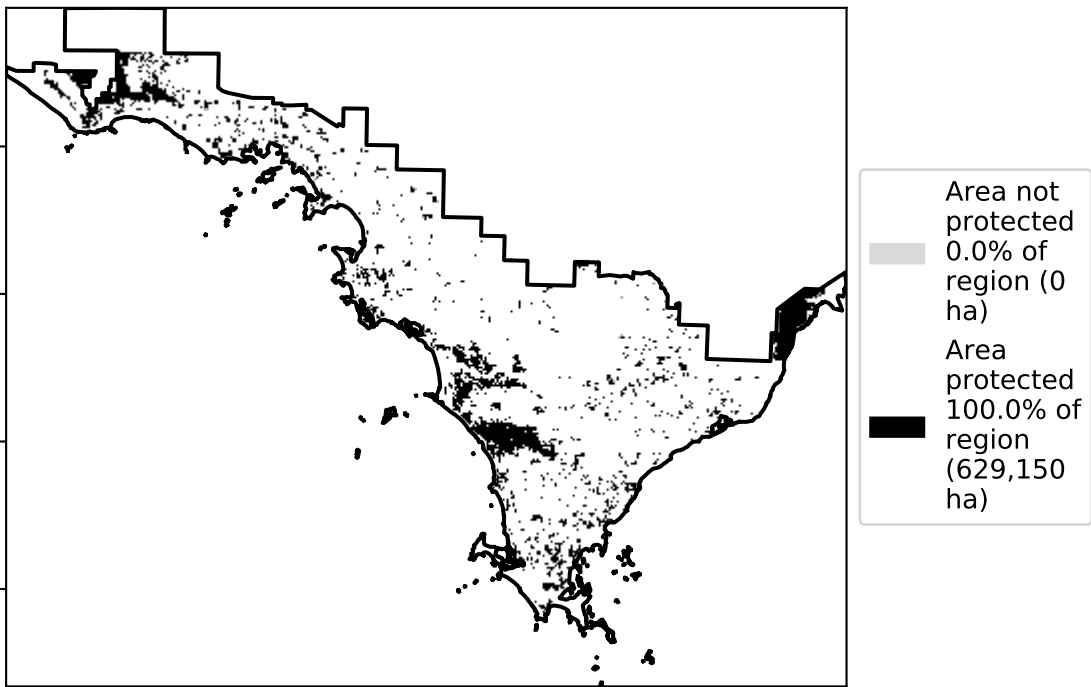 Area not
protected
0.0% of
region (0
ha)
Area
protected
100.0% of
region
(629,150
ha)